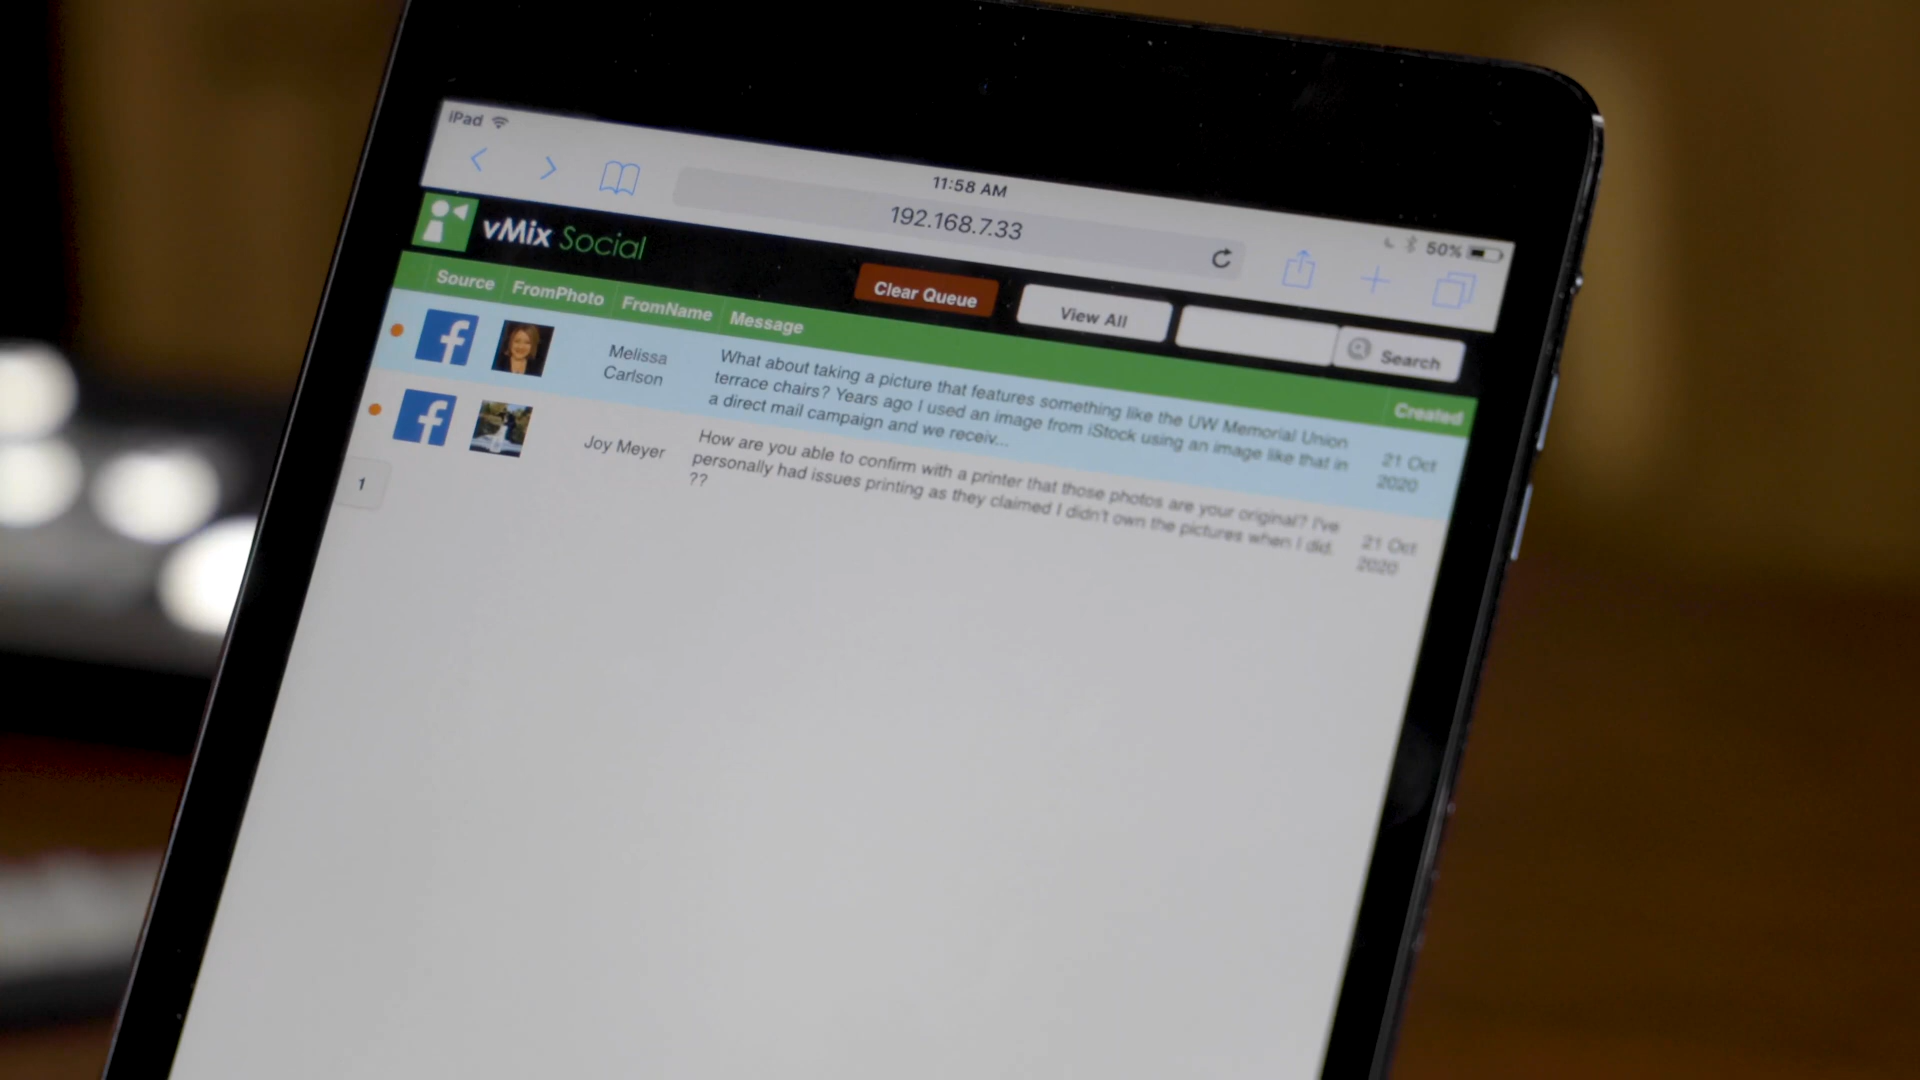 iPad
11:58 AM
50%
192.168.7.33
vMix Social
Clear Queue
View All
Search
Source FromPhoto FromName Message Created
Melissa
Carlson
What about taking a picture that features something like the UW Memorial Union
terrace chairs? Years ago I used an image from iStock using an image like that in
a direct mail campaign and we receiv...
21 Oct
2020
Joy Meyer
How are you able to confirm with a printer that those photos are your original? I've
personally had issues printing as they claimed I didn't own the pictures when I did.
??
21 Oct
2020
1